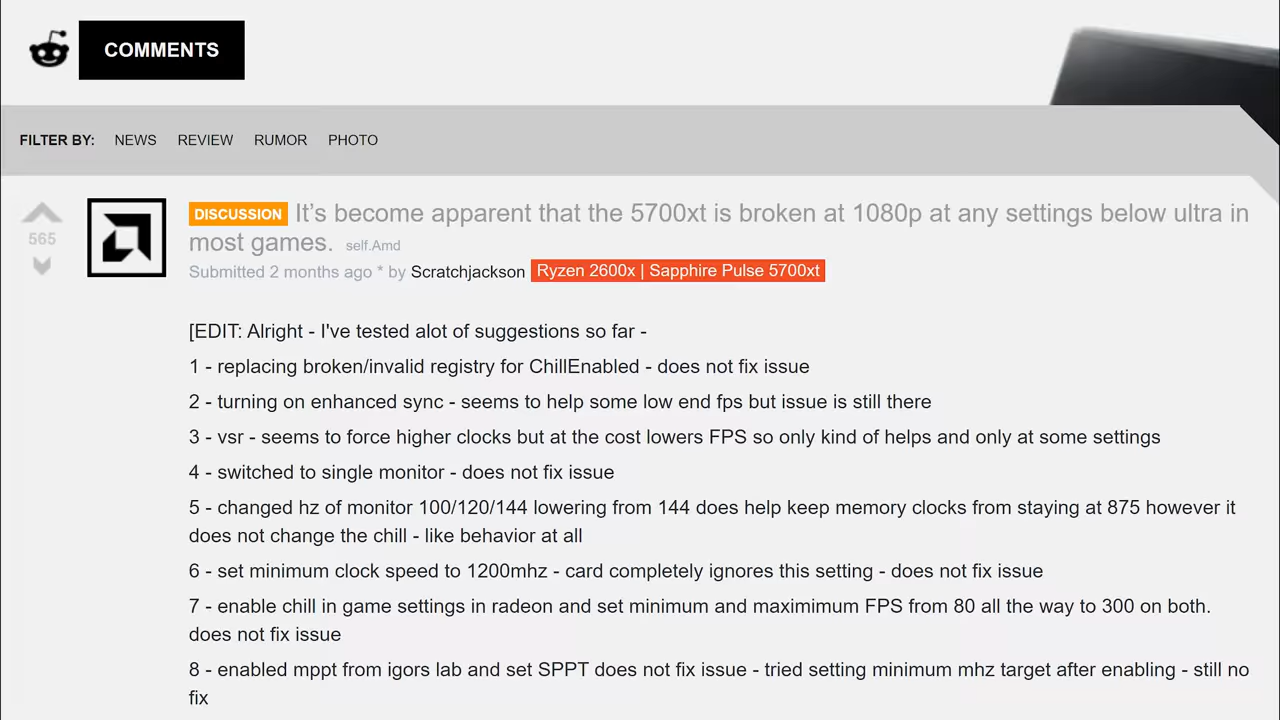 COMMENTS
FILTER BY: NEWS REVIEW RUMOR PHOTO
565
DISCUSSION It’s become apparent that the 5700xt is broken at 1080p at any settings below ultra in
most games. self.Amd
Submitted 2 months ago * by Scratchjackson Ryzen 2600x | Sapphire Pulse 5700xt
[EDIT: Alright - I've tested alot of suggestions so far -
1 - replacing broken/invalid registry for ChillEnabled - does not fix issue
2 - turning on enhanced sync - seems to help some low end fps but issue is still there
3 - vsr - seems to force higher clocks but at the cost lowers FPS so only kind of helps and only at some settings
4 - switched to single monitor - does not fix issue
5 - changed hz of monitor 100/120/144 lowering from 144 does help keep memory clocks from staying at 875 however it
does not change the chill - like behavior at all
6 - set minimum clock speed to 1200mhz - card completely ignores this setting - does not fix issue
7 - enable chill in game settings in radeon and set minimum and maximimum FPS from 80 all the way to 300 on both.
does not fix issue
8 - enabled mppt from igors lab and set SPPT does not fix issue - tried setting minimum mhz target after enabling - still no
fix